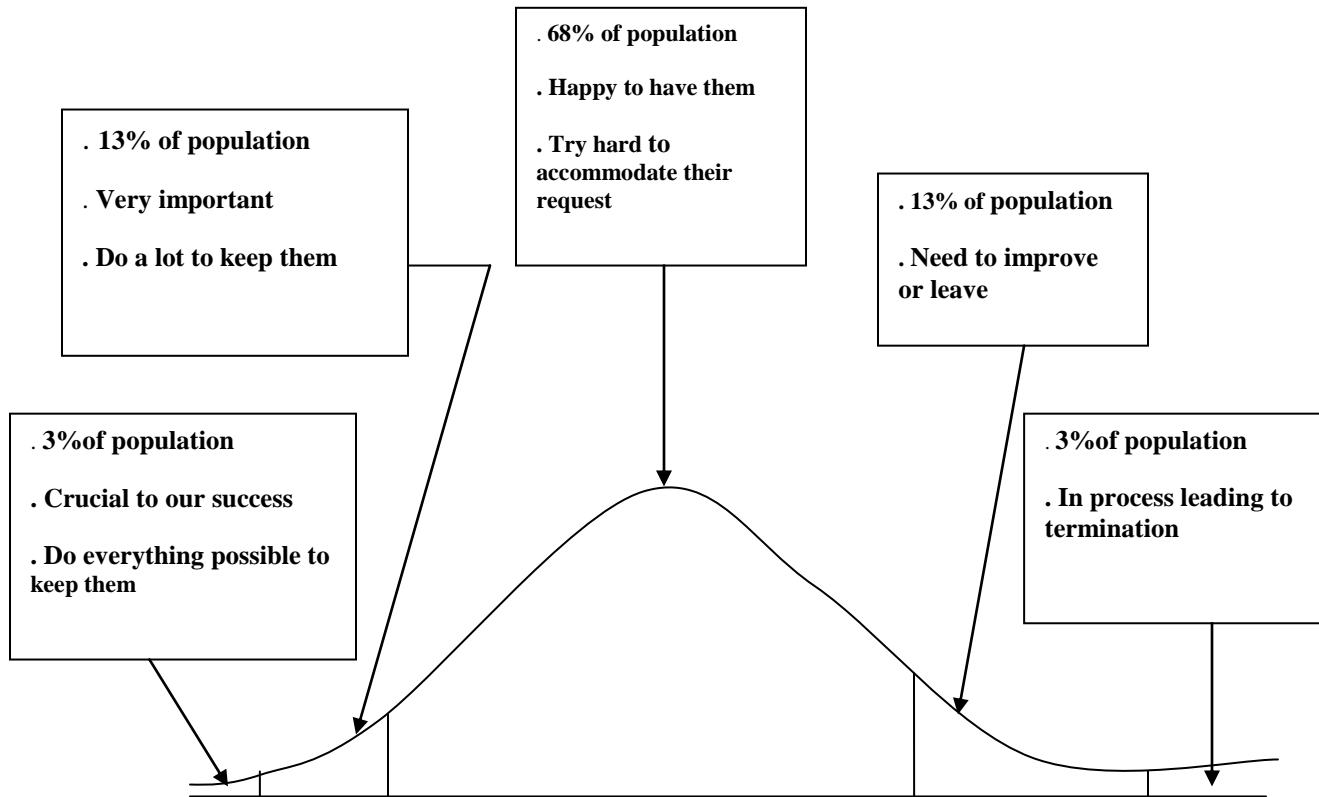 . 68% of population
. Happy to have them
. Try hard to
accommodate their
request
. 13% of population
. Very important
. Do a lot to keep them
. 13% of population
. Need to improve
or leave
. 3%of population
. Crucial to our success
. Do everything possible to
keep them
. 3%of population
. In process leading to
termination